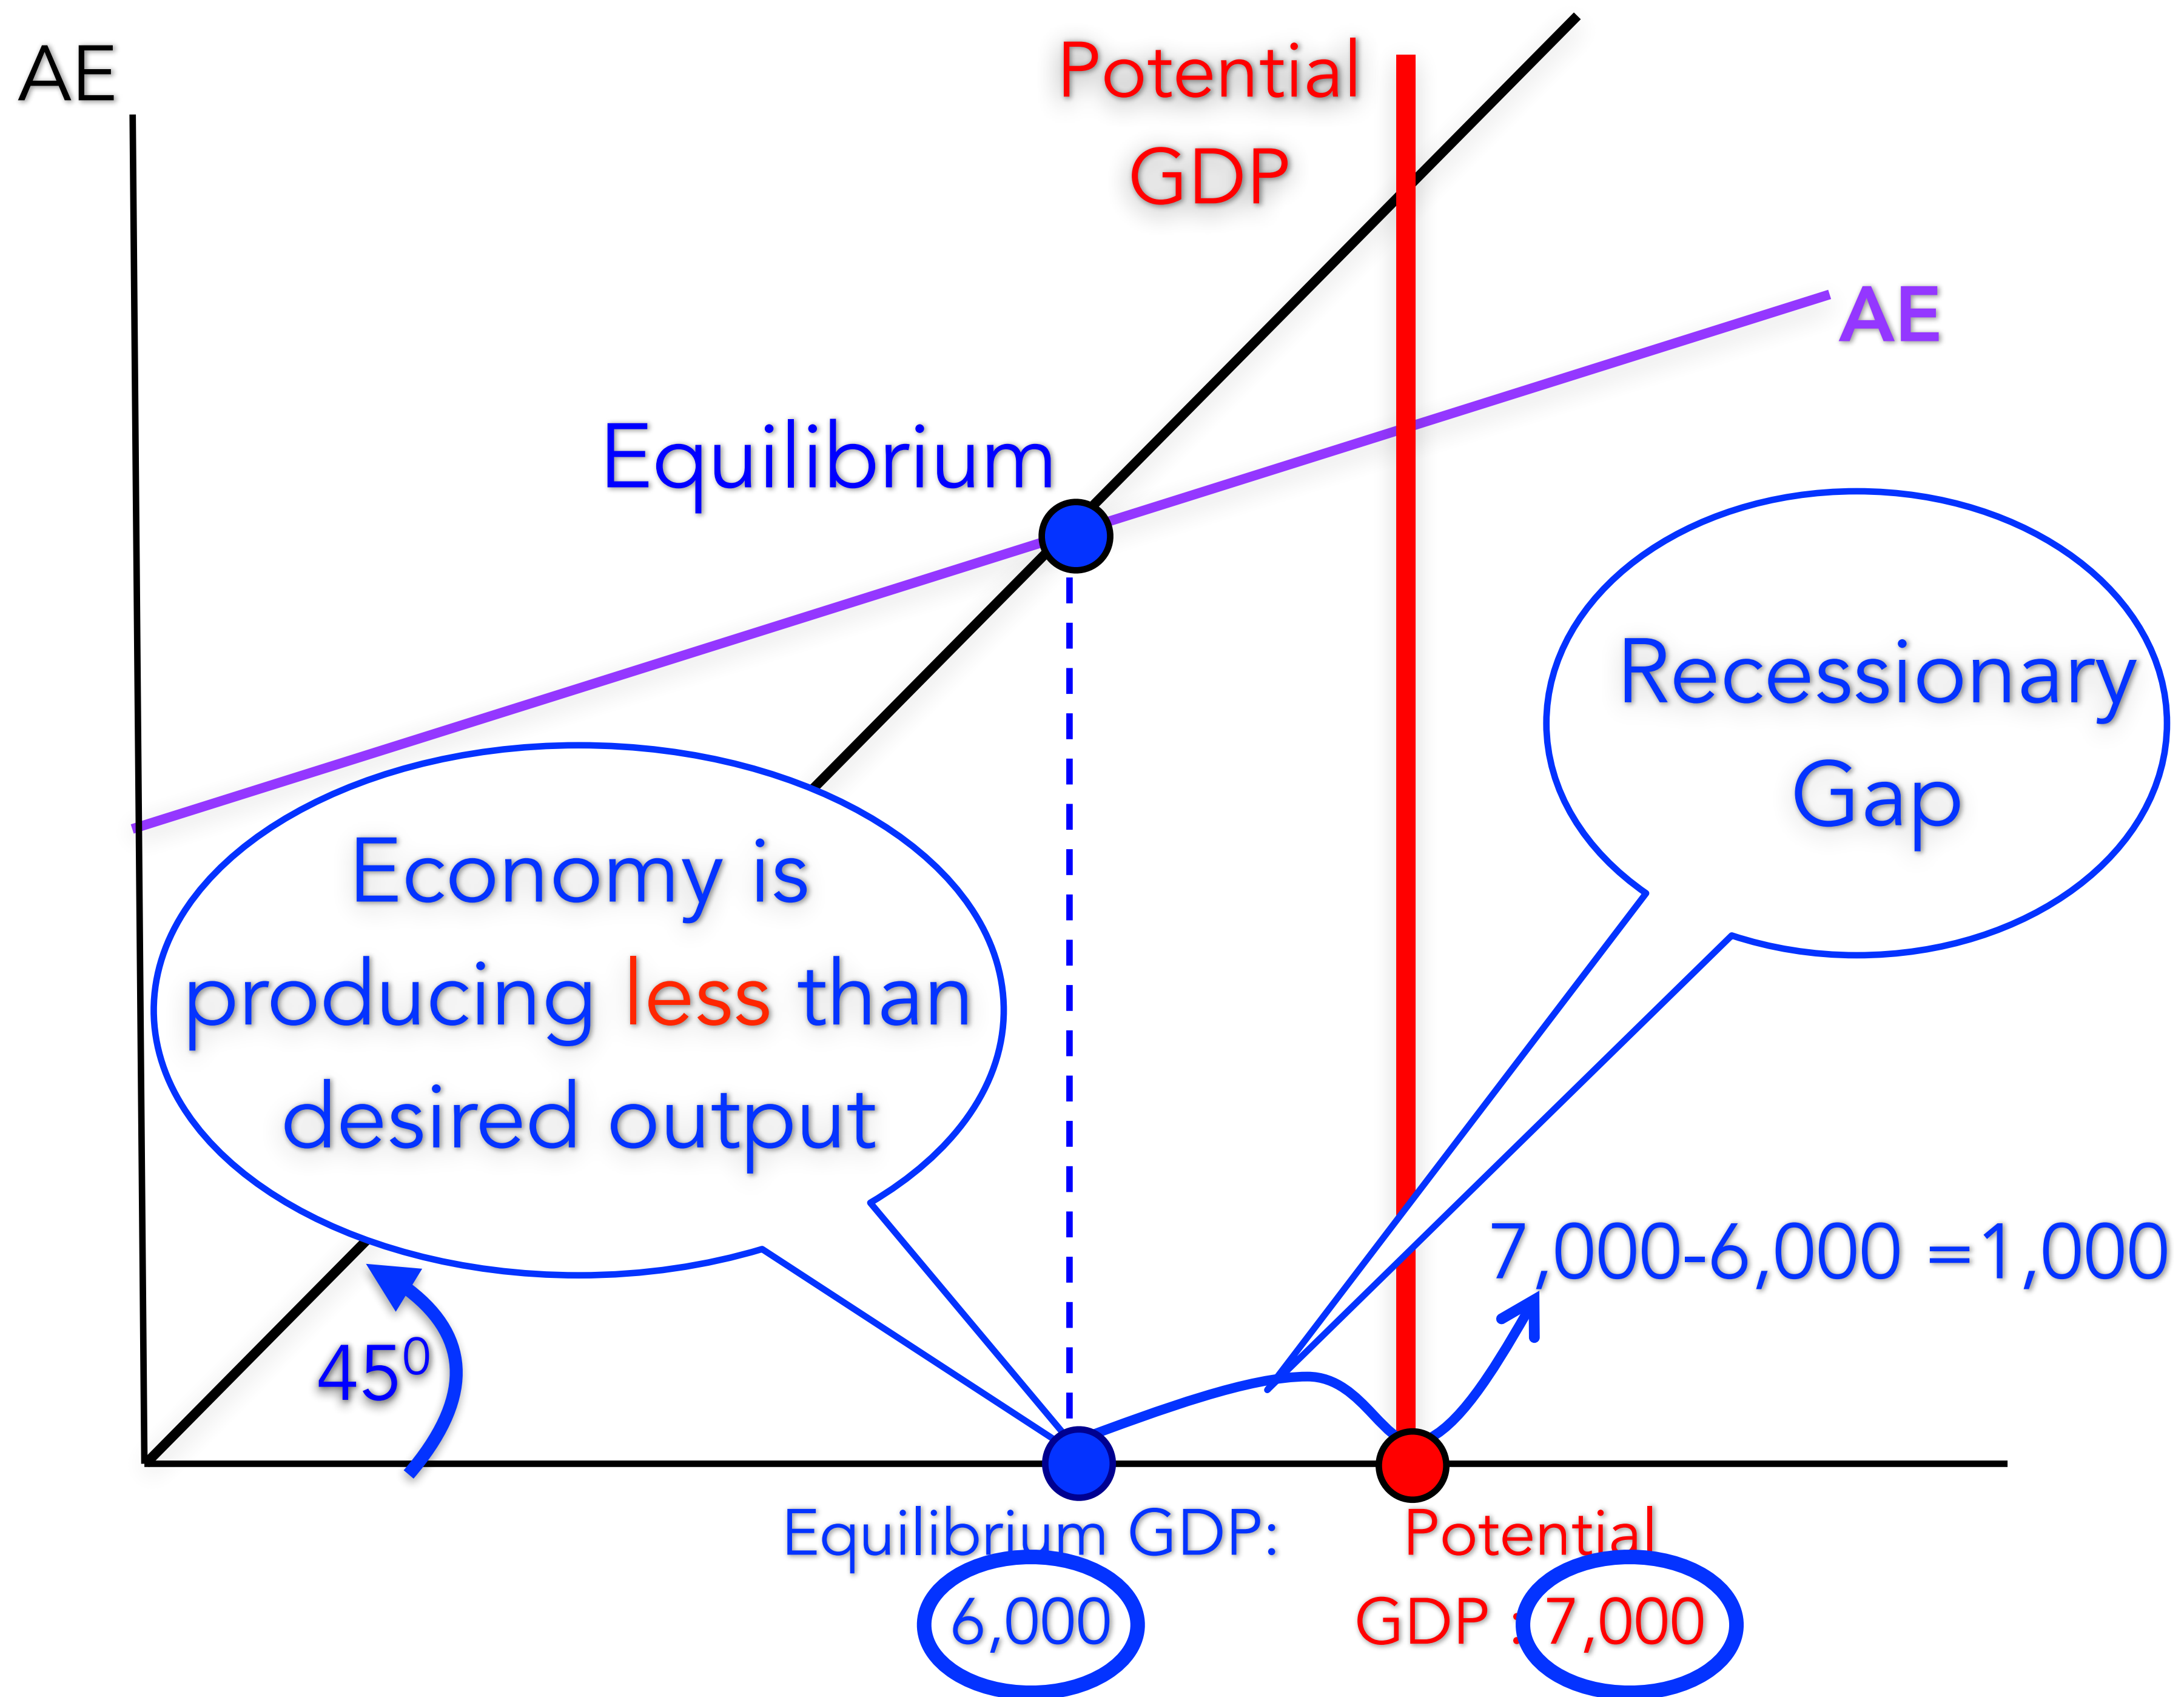 AE
Potential
GDP
AE
Equilibrium
Recessionary
Gap
Economy is
producing less than
desired output
7,000-6,000 =1,000
45⁰
Equilibrium GDP:
6,000
Potential
GDP : 7,000